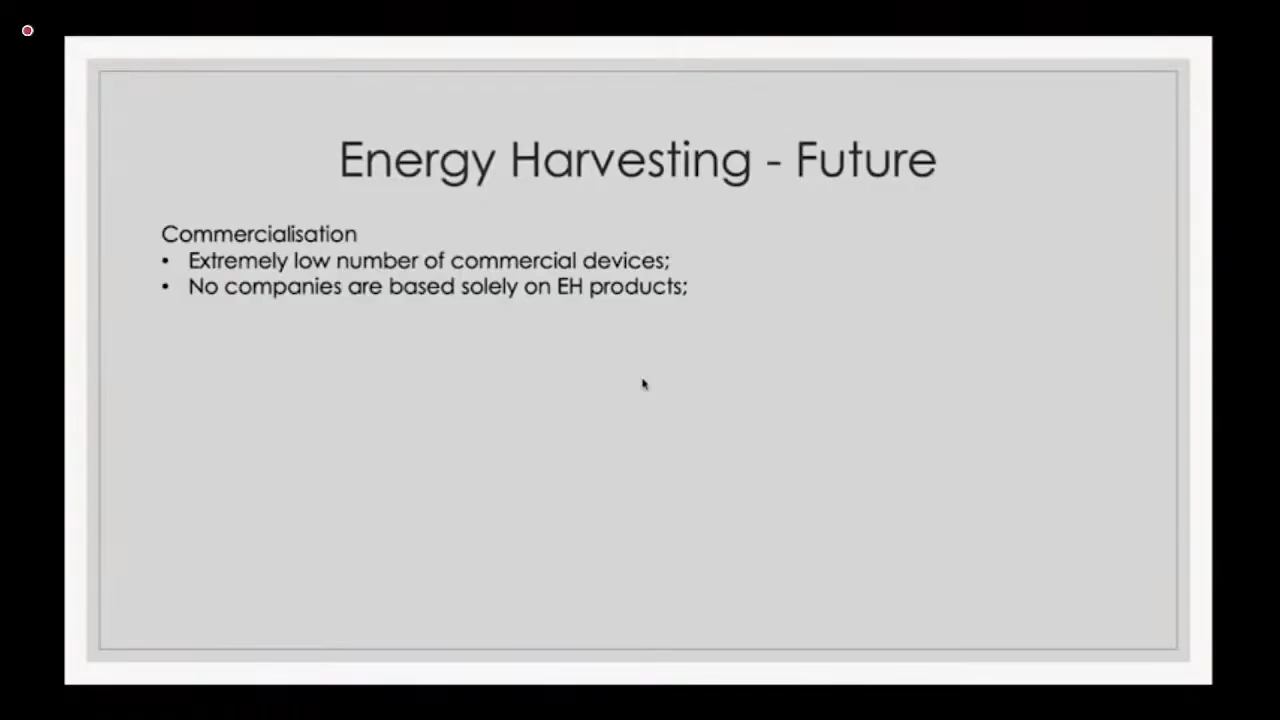 Energy Harvesting - Future
Commercialisation
• Extremely low number of commercial devices;
• No companies are based solely on EH products;